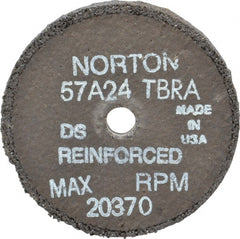 NORTON
57A24 TBRA
MADE
IN
USA
DS
REINFORCED
MAX RPM
20370